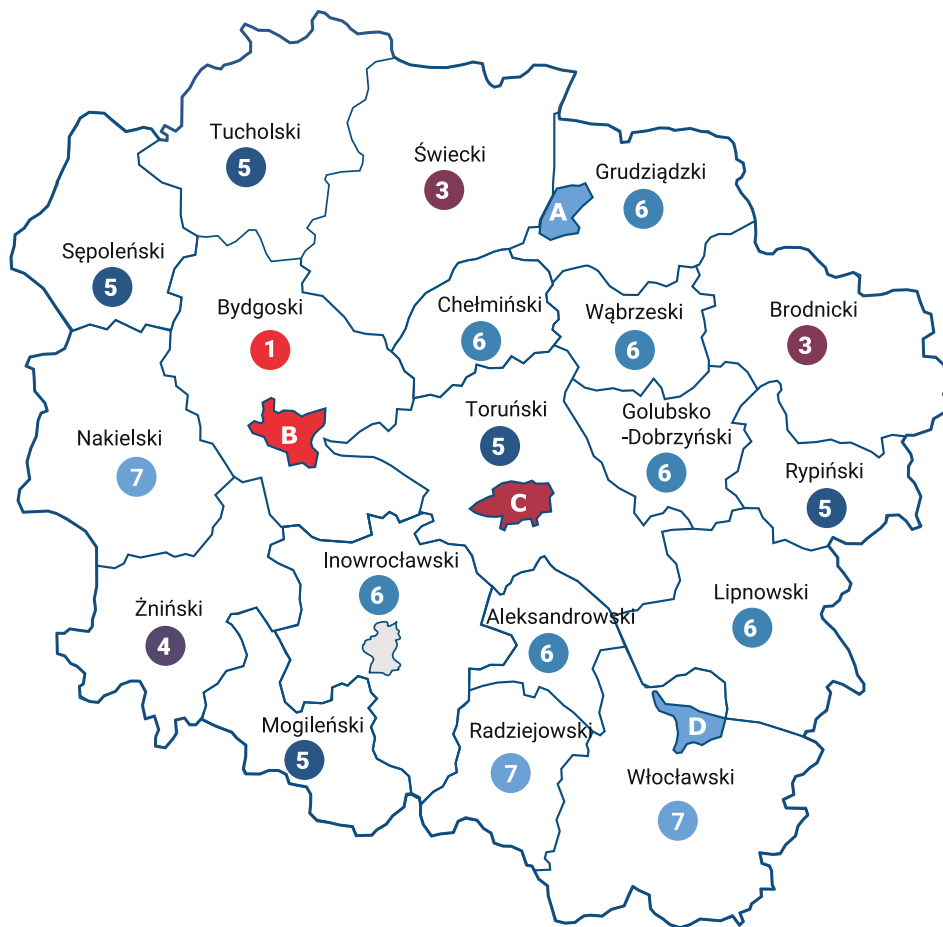 Tucholski
5
Świecki
3
Grudziądzki
6
A
Sępoleński
5
Bydgoski
1
Chełmiński
6
Wąbrzeski
6
Brodnicki
3
B
Nakielski
7
Toruński
5
C
Golubsko
-Dobrzyński
6
Rypiński
5
Inowrocławski
6
Żniński
4
Aleksandrowski
6
Lipnowski
6
Mogileński
5
Radziejowski
7
D
Włocławski
7